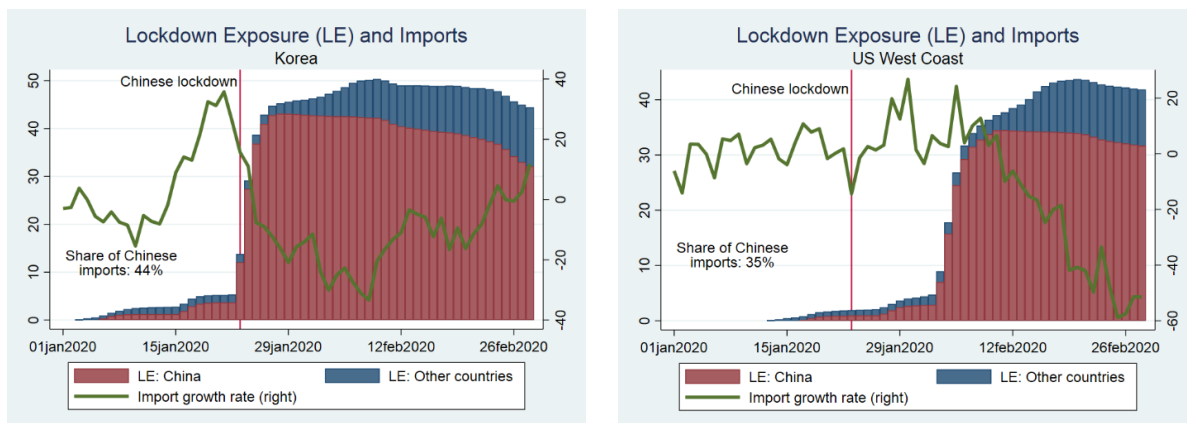 Lockdown Exposure (LE) and Imports
Korea
Chinese lockdown
50
40
30
20
10
0
40
20
0
-20
-40
Share of Chinese
imports: 44%
01jan2020 15jan2020 29jan2020 12feb2020 26feb2020
LE: China LE: Other countries
Import growth rate (right)
Lockdown Exposure (LE) and Imports
US West Coast
Chinese lockdown
40
30
20
10
0
20
0
-20
-40
-60
Share of Chinese
imports: 35%
01jan2020 15jan2020 29jan2020 12feb2020 26feb2020
LE: China LE: Other countries
Import growth rate (right)